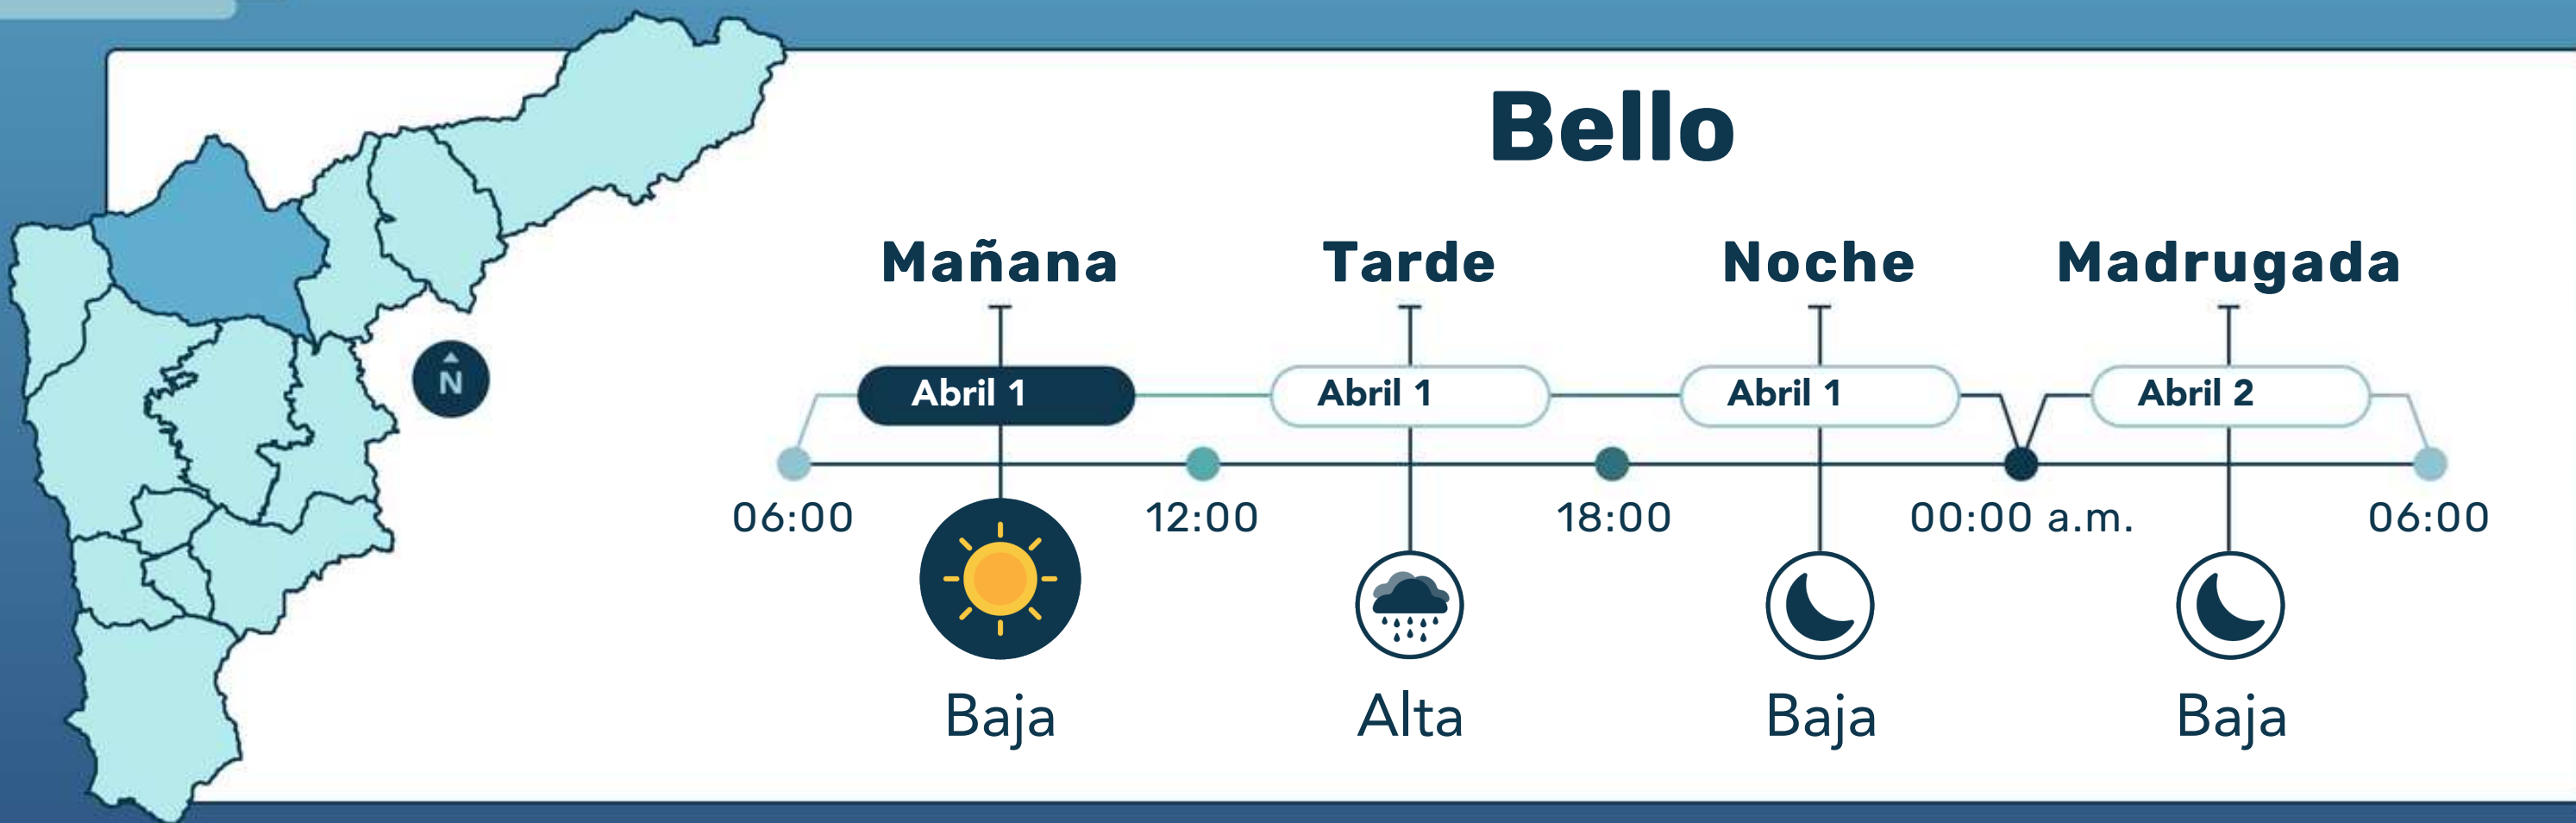 Bello
Mañana Tarde Noche Madrugada
Abril 1 Abril 1 Abril 1 Abril 2
N
06:00 12:00 18:00 00:00 a.m. 06:00
Baja Alta Baja Baja